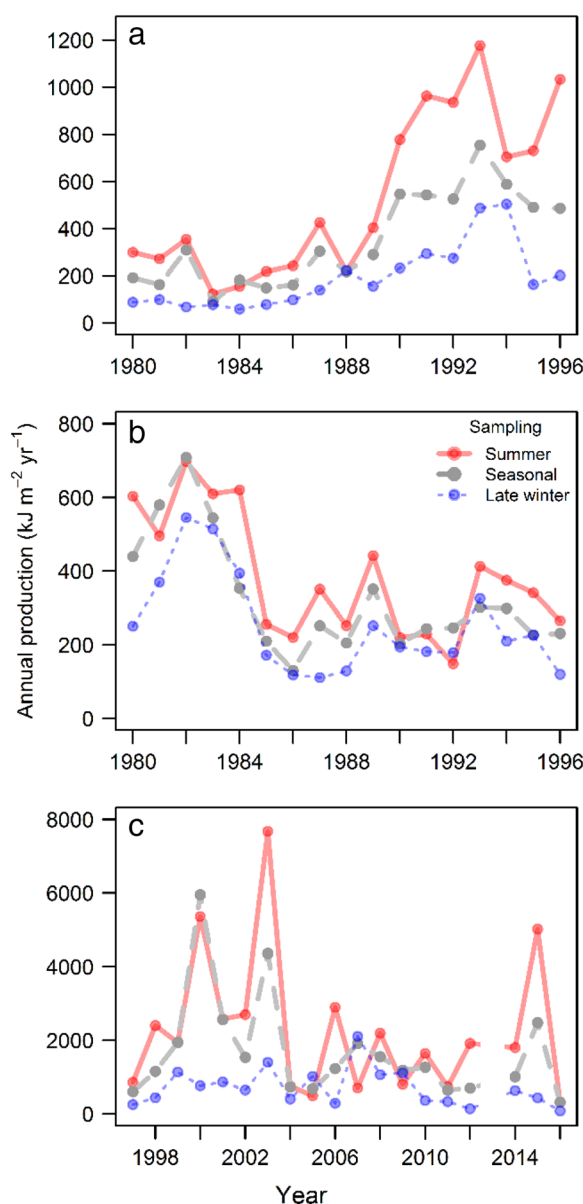 a
1200
1000
800
600
400
200
0
1980 1984 1988 1992 1996
b
800
600
400
200
0
Sampling
Summer
Seasonal
Late winter
1980 1984 1988 1992 1996
Annual production (kJ m⁻² yr⁻¹)
c
8000
6000
4000
2000
0
1998 2002 2006 2010 2014
Year